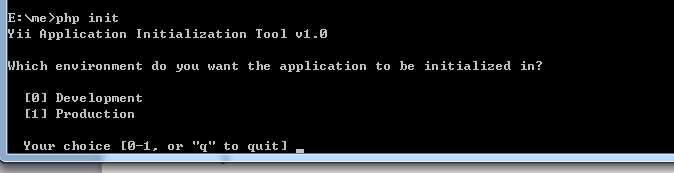 E:\me>php init
Yii Application Initialization Tool v1.0
Which environment do you want the application to be initialized in?
[0] Development
[1] Production
Your choice [0-1, or "q" to quit]